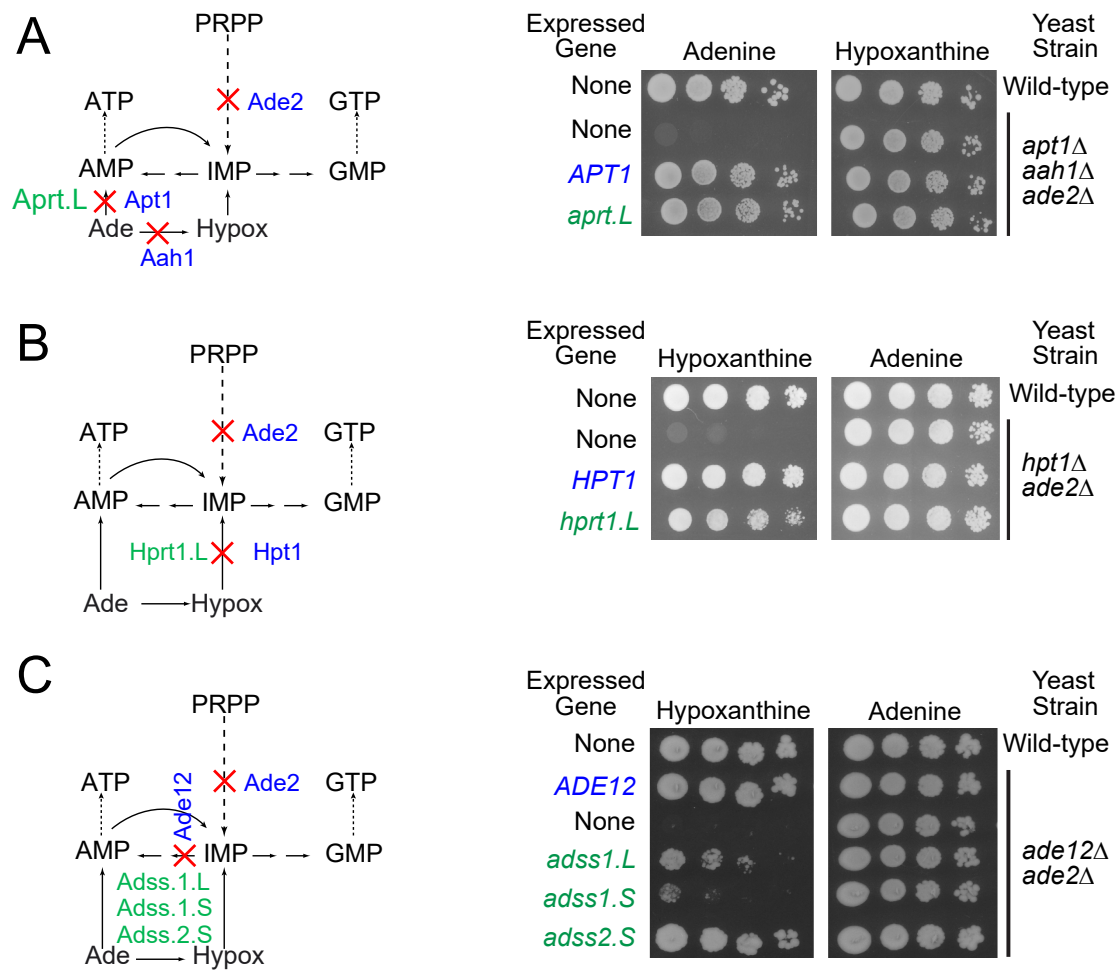 A
PRPP
ATP
Ade2
GTP
AMP
IMP
GMP
Aprt.L
Apt1
Ade
Hypox
Aah1
Expressed
Gene
Adenine
Hypoxanthine
Yeast
Strain
None
Wild-type
None
APT1
aprt.L
apt1Δ
aah1Δ
ade2Δ
B
PRPP
ATP
Ade2
GTP
AMP
IMP
GMP
Hprt1.L
Hpt1
Ade
Hypox
Expressed
Gene
Hypoxanthine
Adenine
Yeast
Strain
None
Wild-type
None
HPT1
hprt1.L
hpt1Δ
ade2Δ
C
PRPP
ATP
Ade12
Ade2
GTP
AMP
IMP
GMP
Adss.1.L
Adss.1.S
Adss.2.S
Ade
Hypox
Expressed
Gene
Hypoxanthine
Adenine
Yeast
Strain
None
Wild-type
ADE12
None
adss1.L
adss1.S
adss2.S
ade12Δ
ade2Δ